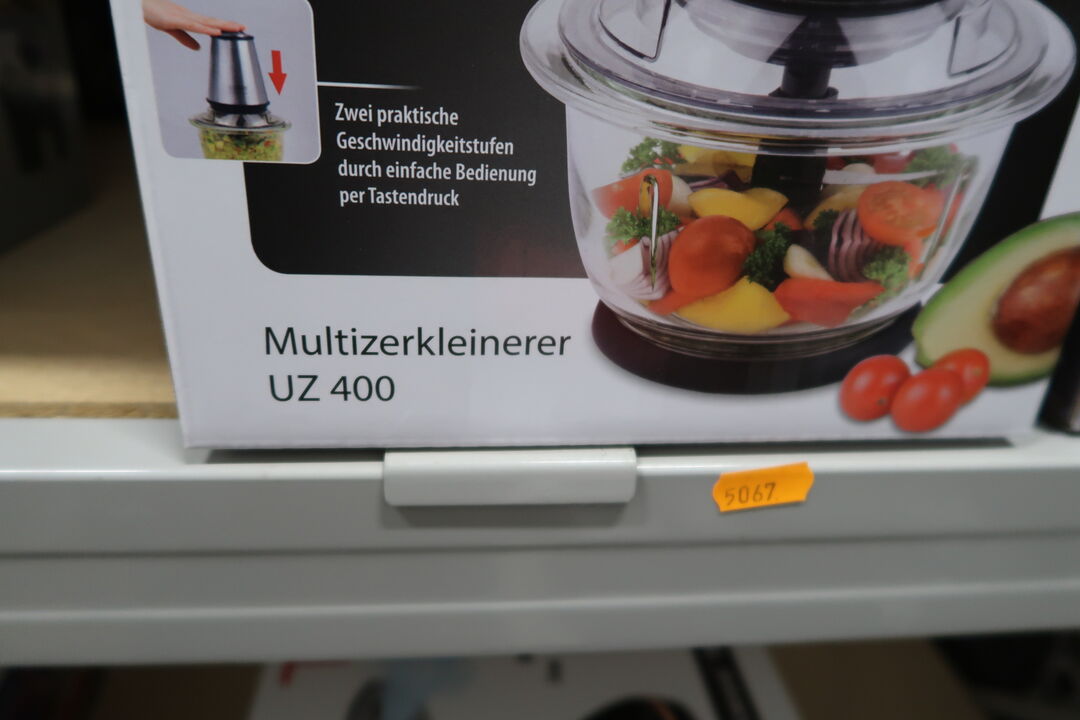 Zwei praktische
Geschwindigkeitstufen
durch einfache Bedienung
per Tastendruck
Multizerkleinerer
UZ 400
5067